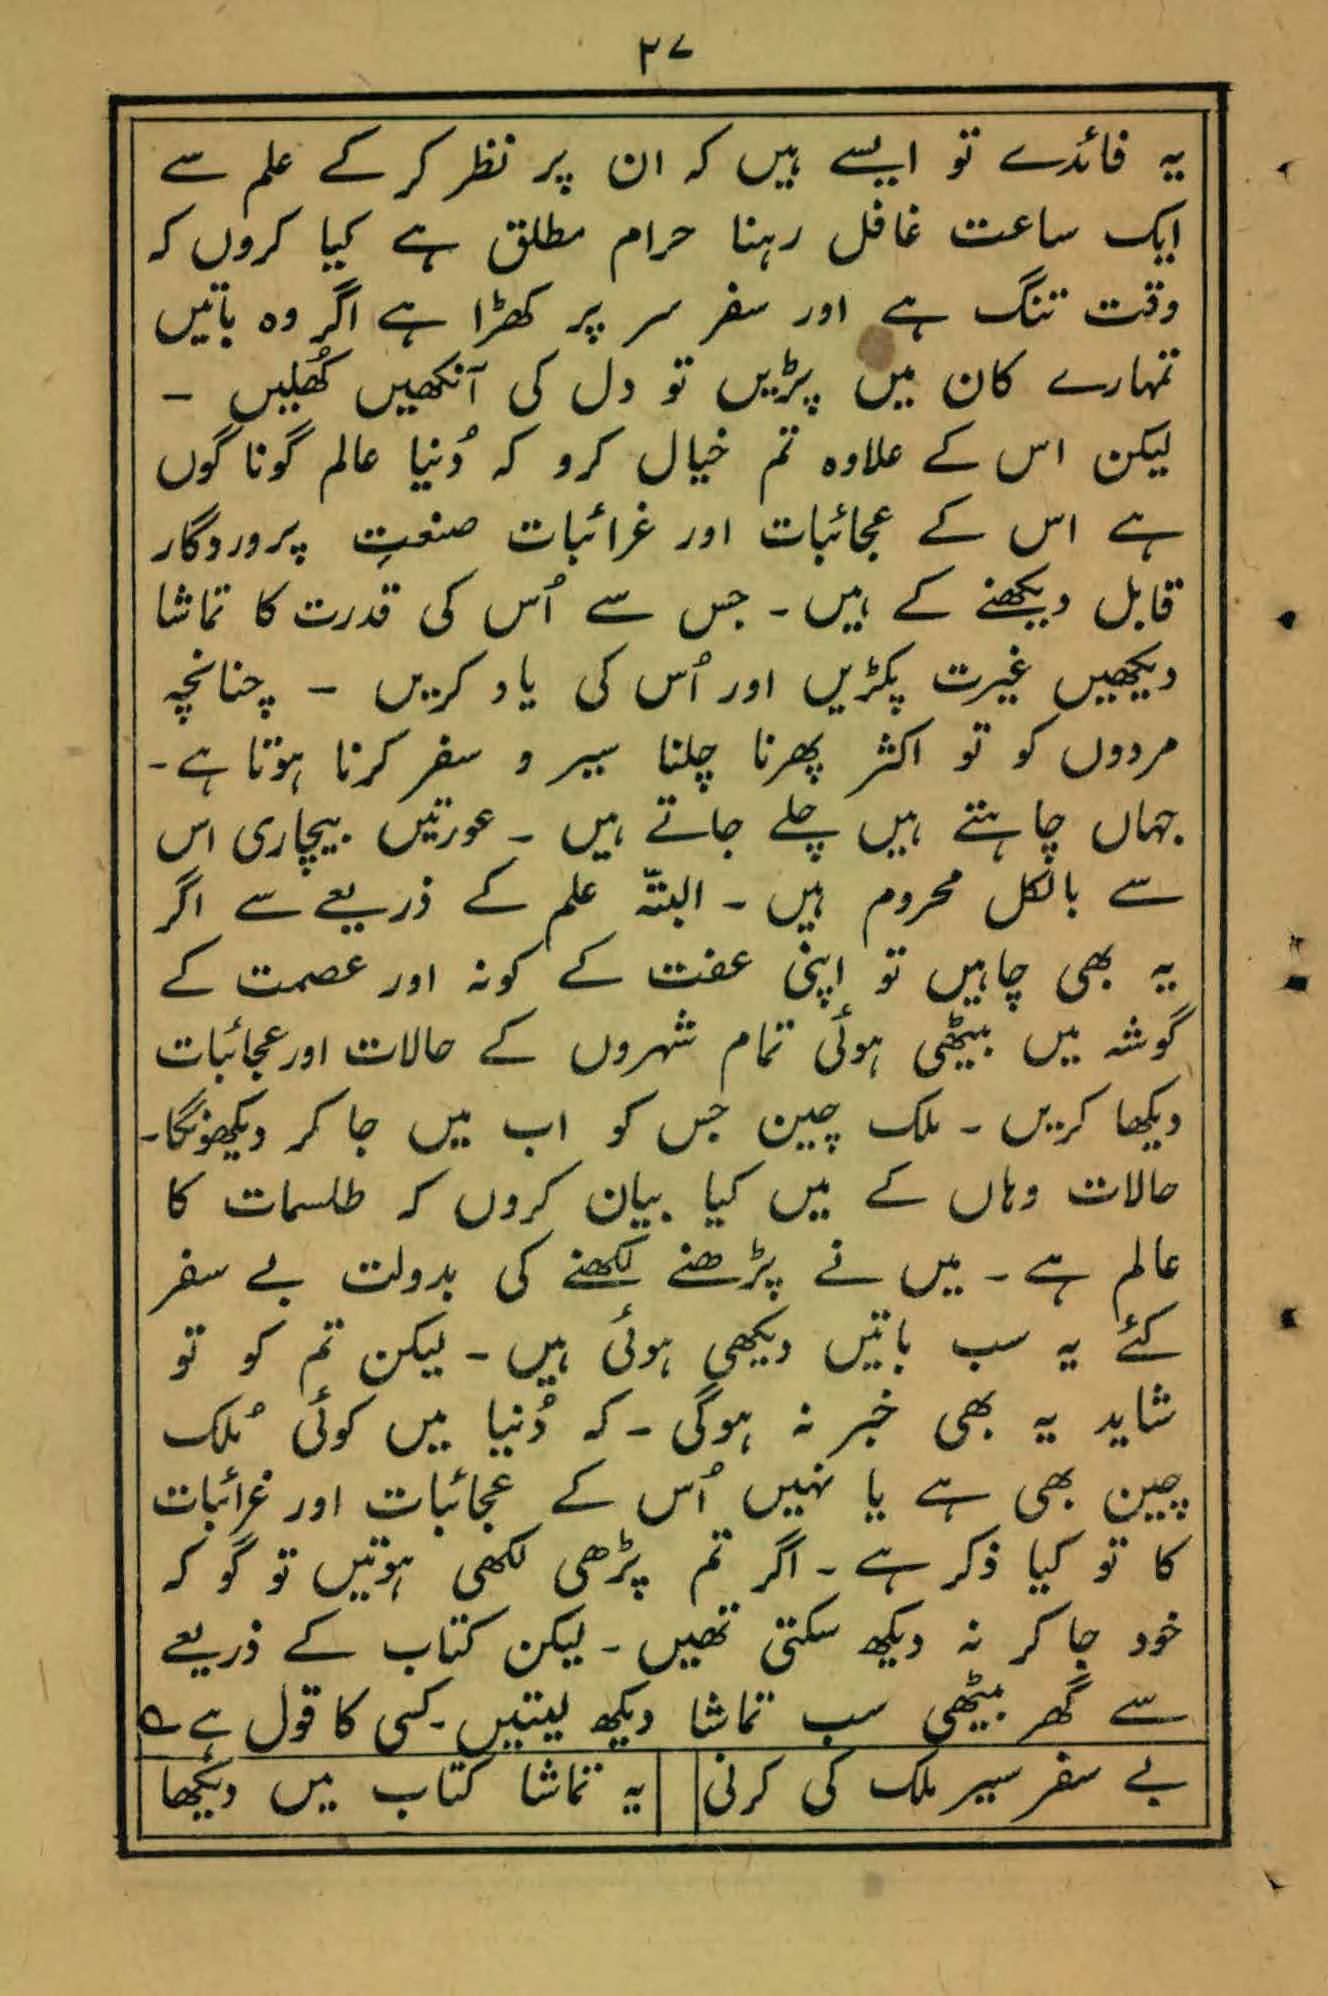 ۲۷
یہ فائدے تو ایسے ہیں کہ ان پر نظر کر کے علم سے
ایک ساعت غافل رہنا حرام مطلق ہے کیا کروں کہ
وقت تنگ ہے اور سفر سر پر کھڑا ہے اگر وہ باتیں
تمہارے کان میں پڑیں تو دل کی آنکھیں کُھلیں -
لیکن اس کے علاوہ تم خیال کرو کہ دُنیا عالم گوناگوں
ہے اس کے عجائبات اور غرائبات صنعتِ پروردگار
قابل دیکھنے کے ہیں - جس سے اُس کی قدرت کا تماشا
دیکھیں غیرت پکڑیں اور اُس کی یاد کریں - چنانچہ
مردوں کو تو اکثر پھرنا چلنا سیر و سفر کرنا ہوتا ہے -
جہاں چاہتے ہیں چلے جاتے ہیں - عورتیں بیچاری اس
سے بالکل محروم ہیں - البتّہ علم کے ذریعے سے اگر
یہ بھی چاہیں تو اپنی عفت کے کونہ اور عصمت کے
گوشہ میں بیٹھی ہوئی تمام شہروں کے حالات اور عجائبات
دیکھا کریں - ملک چین جس کو اب میں جا کر دیکھونگا -
حالات وہاں کے میں کیا بیان کروں کہ طلسمات کا
عالم ہے - میں نے پڑھنے لکھنے کی بدولت بے سفر
کئے یہ سب باتیں دیکھی ہوئی ہیں - لیکن تم کو تو
شاید یہ بھی خبر نہ ہوگی - کہ دُنیا میں کوئی مُلک
چین بھی ہے یا نہیں اُس کے عجائبات اور غرائبات
کا تو کیا ذکر ہے - اگر تم پڑھی لکھی ہوتیں تو گو کہ
خود جا کر نہ دیکھ سکتی تھیں - لیکن کتاب کے ذریعے
سے گھر بیٹھی سب تماشا دیکھ لیتیں - کسی کا قول ہے ؎
بے سفر سیر ملک کی کرنی یہ تماشا کتاب میں دیکھا